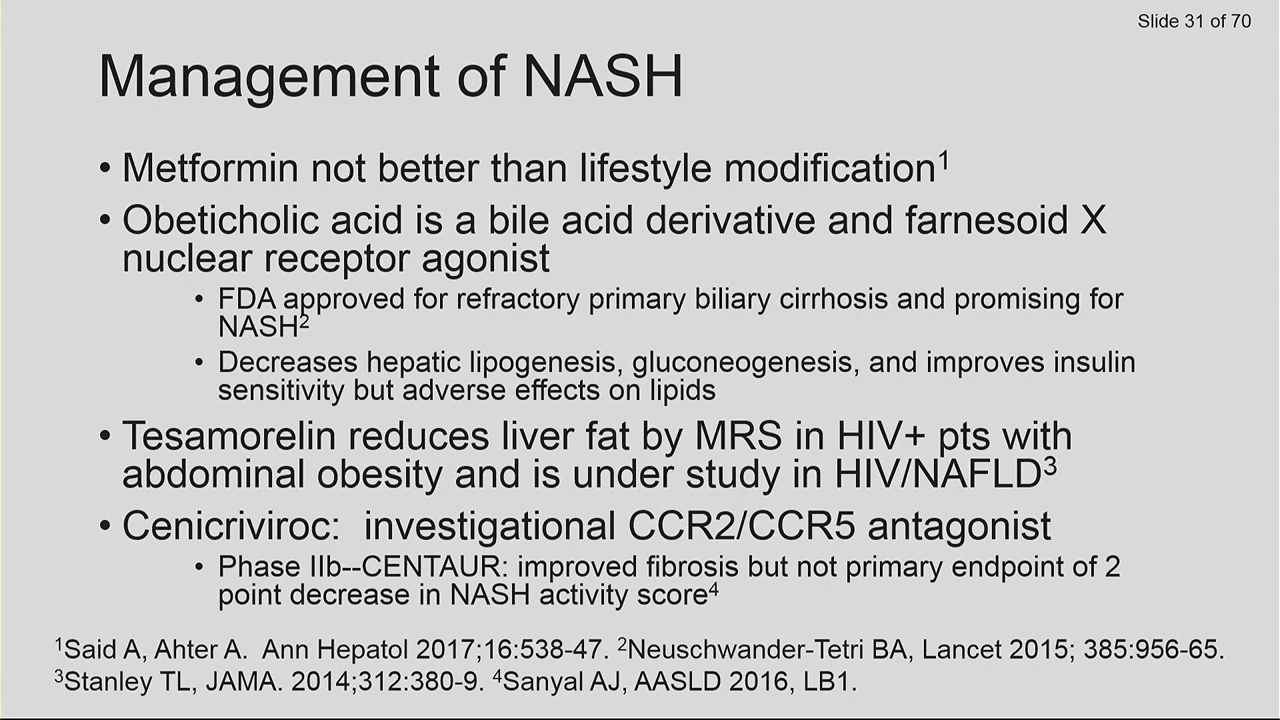 Slide 31 of 70
Management of NASH
• Metformin not better than lifestyle modification¹
• Obeticholic acid is a bile acid derivative and farnesoid X
nuclear receptor agonist
• FDA approved for refractory primary biliary cirrhosis and promising for
NASH²
• Decreases hepatic lipogenesis, gluconeogenesis, and improves insulin
sensitivity but adverse effects on lipids
• Tesamorelin reduces liver fat by MRS in HIV+ pts with
abdominal obesity and is under study in HIV/NAFLD³
• Cenicriviroc:  investigational CCR2/CCR5 antagonist
• Phase IIb--CENTAUR: improved fibrosis but not primary endpoint of 2
point decrease in NASH activity score⁴
¹Said A, Ahter A.  Ann Hepatol 2017;16:538-47. ²Neuschwander-Tetri BA, Lancet 2015; 385:956-65.
³Stanley TL, JAMA. 2014;312:380-9. ⁴Sanyal AJ, AASLD 2016, LB1.